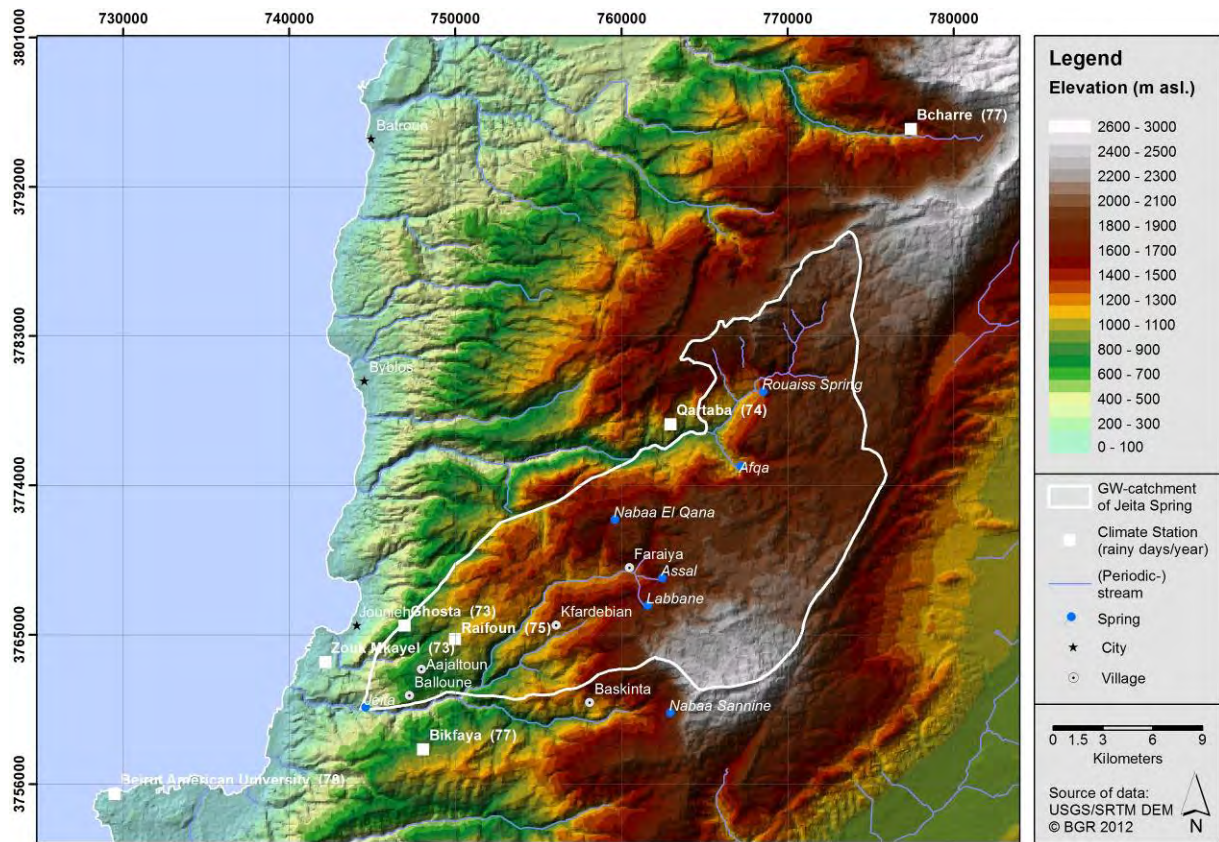 730000
740000
750000
760000
770000
780000
3801000
3792000
3783000
3774000
3765000
3756000
Bcharre (77)
Batroun
Byblos
Rouaiss Spring
Qartaba (74)
Afqa
Nabaa El Qana
Faraiya
Assal
Labbane
Jounieh
Ghosta (73)
Kfardebian
Raifoun (75)
Zouk Mkayel (73)
Aajaltoun
Balloune
Baskinta
Jeita
Nabaa Sannine
Bikfaya (77)
Beirut American University (78)
Legend
Elevation (m asl.)
2600 - 3000
2400 - 2500
2200 - 2300
2000 - 2100
1800 - 1900
1600 - 1700
1400 - 1500
1200 - 1300
1000 - 1100
800 - 900
600 - 700
400 - 500
200 - 300
0 - 100
GW-catchment
of Jeita Spring
Climate Station
(rainy days/year)
(Periodic-)
stream
Spring
City
Village
0 1.5 3 6 9
Kilometers
Source of data:
USGS/SRTM DEM
© BGR 2012
N